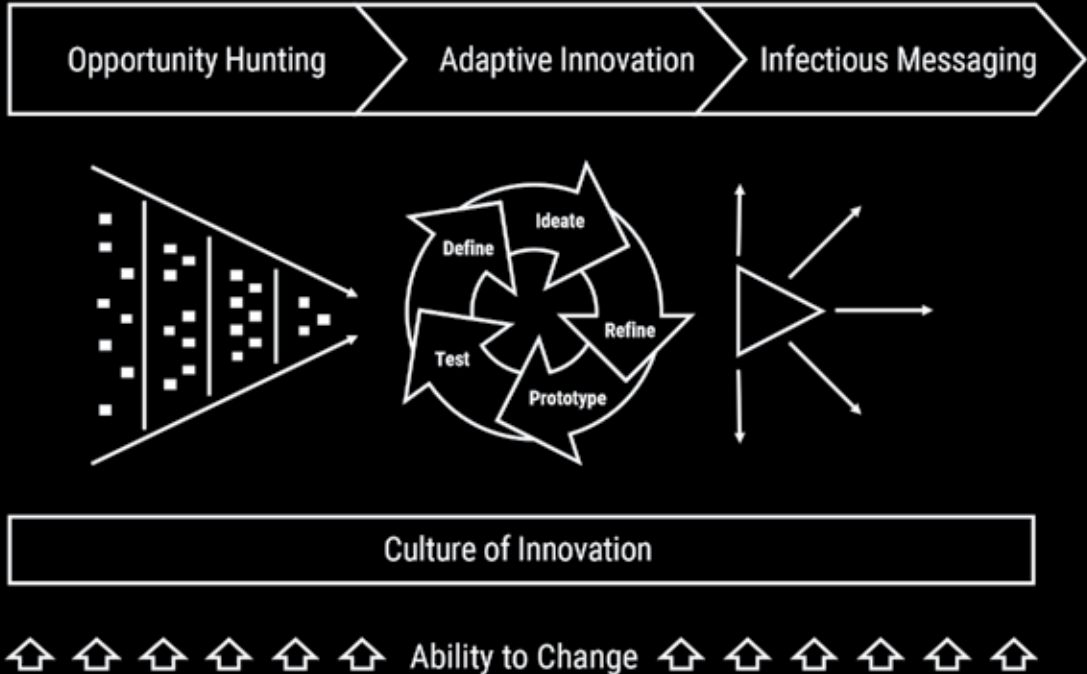 Opportunity Hunting
Adaptive Innovation
Infectious Messaging
Define
Ideate
Refine
Prototype
Test
Culture of Innovation
Ability to Change